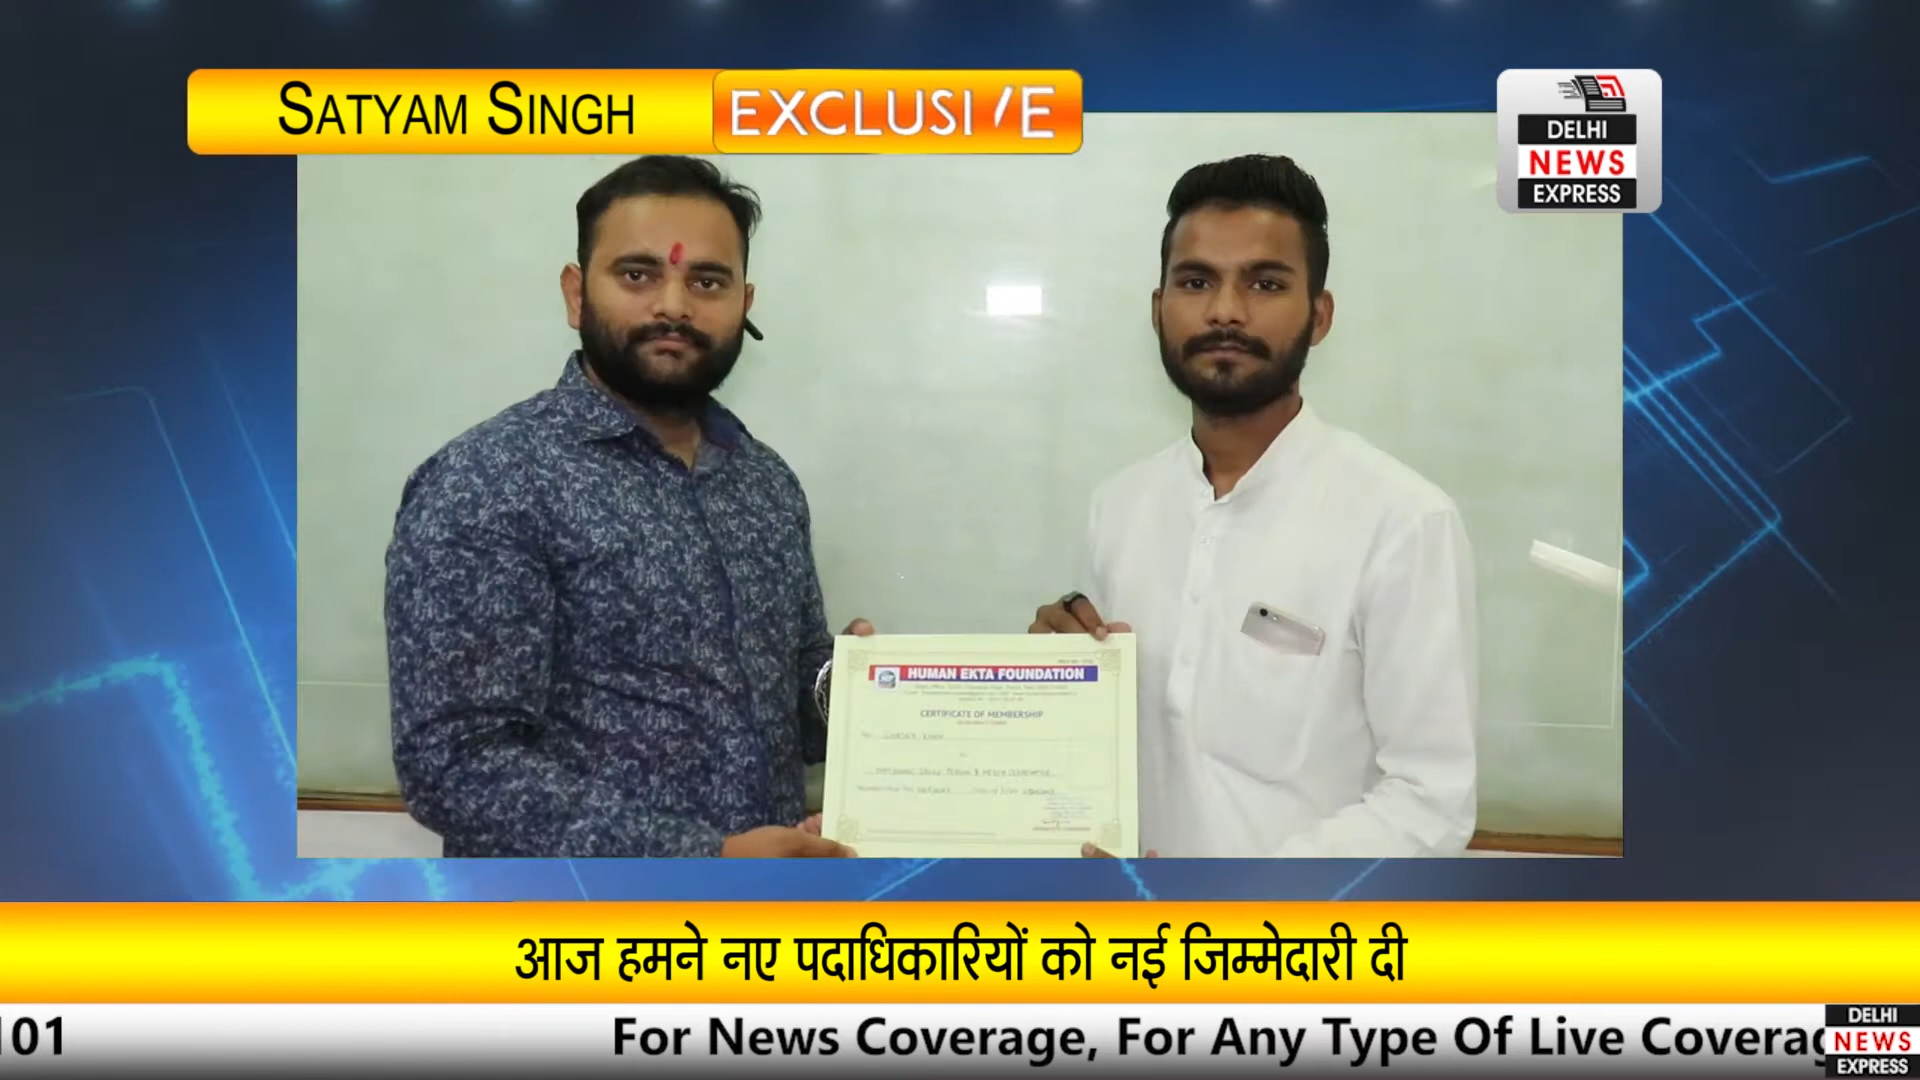 SATYAM SINGH
EXCLUSIVE
DELHI
NEWS
EXPRESS
HUMAN EKTA FOUNDATION
CERTIFICATE OF MEMBERSHIP
आज हमने नए पदाधिकारियों को नई जिम्मेदारी दी
101
For News Coverage, For Any Type Of Live Coverag
DELHI
NEWS
EXPRESS